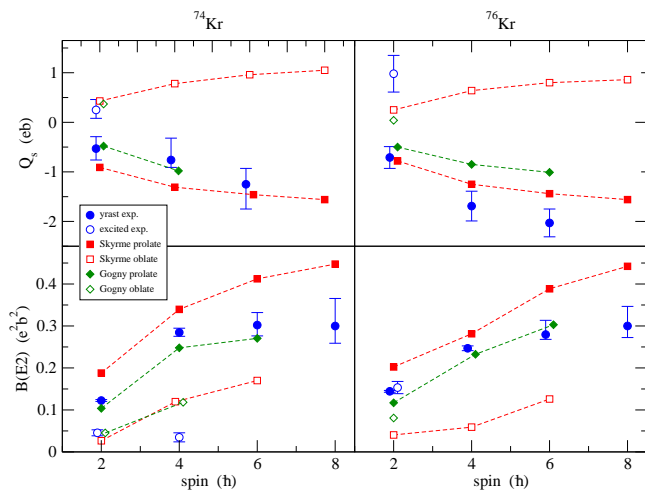 ⁷⁴Kr
⁷⁶Kr
1
0
-1
-2
Q_s (eb)
yrast exp.
excited exp.
Skyrme prolate
Skyrme oblate
Gogny prolate
Gogny oblate
0.4
0.3
0.2
0.1
0
B(E2) (e²b²)
2 4 6 8
2 4 6 8
spin (ħ)
spin (ħ)